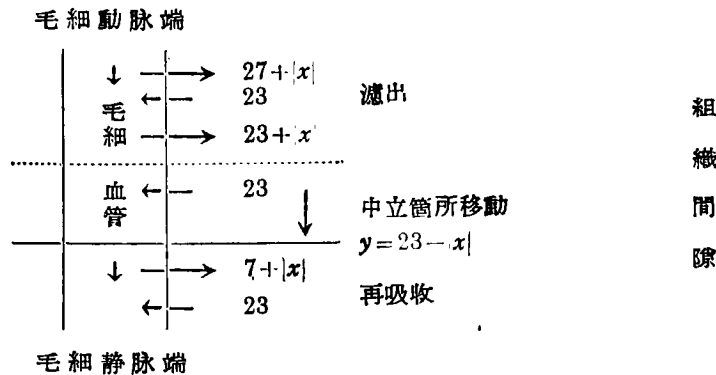 毛細動脈端
↓ → 27+|x|
← 23
濾出
毛細血管
→ 23+|x|
← 23
↓
中立箇所移動
y=23-|x|
↓ → 7+|x|
← 23
再吸收
組織間隙
毛細静脈端